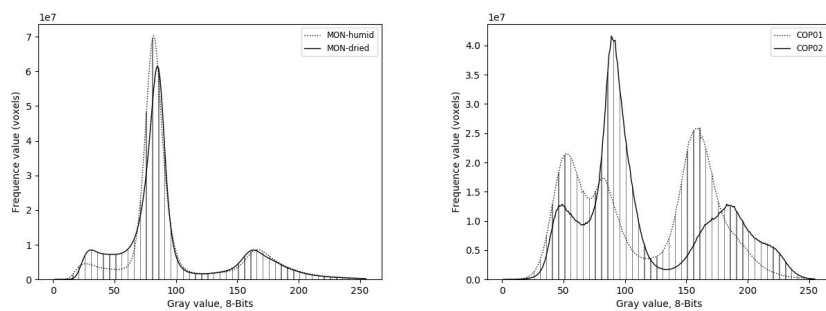 1e7
MON-humid
MON-dried
7
6
5
4
3
2
1
0
Frequence value (voxels)
0 50 100 150 200 250
Gray value, 8-Bits
1e7
COP01
COP02
4.0
3.5
3.0
2.5
2.0
1.5
1.0
0.5
0.0
Frequence value (voxels)
0 50 100 150 200 250
Gray value, 8-Bits